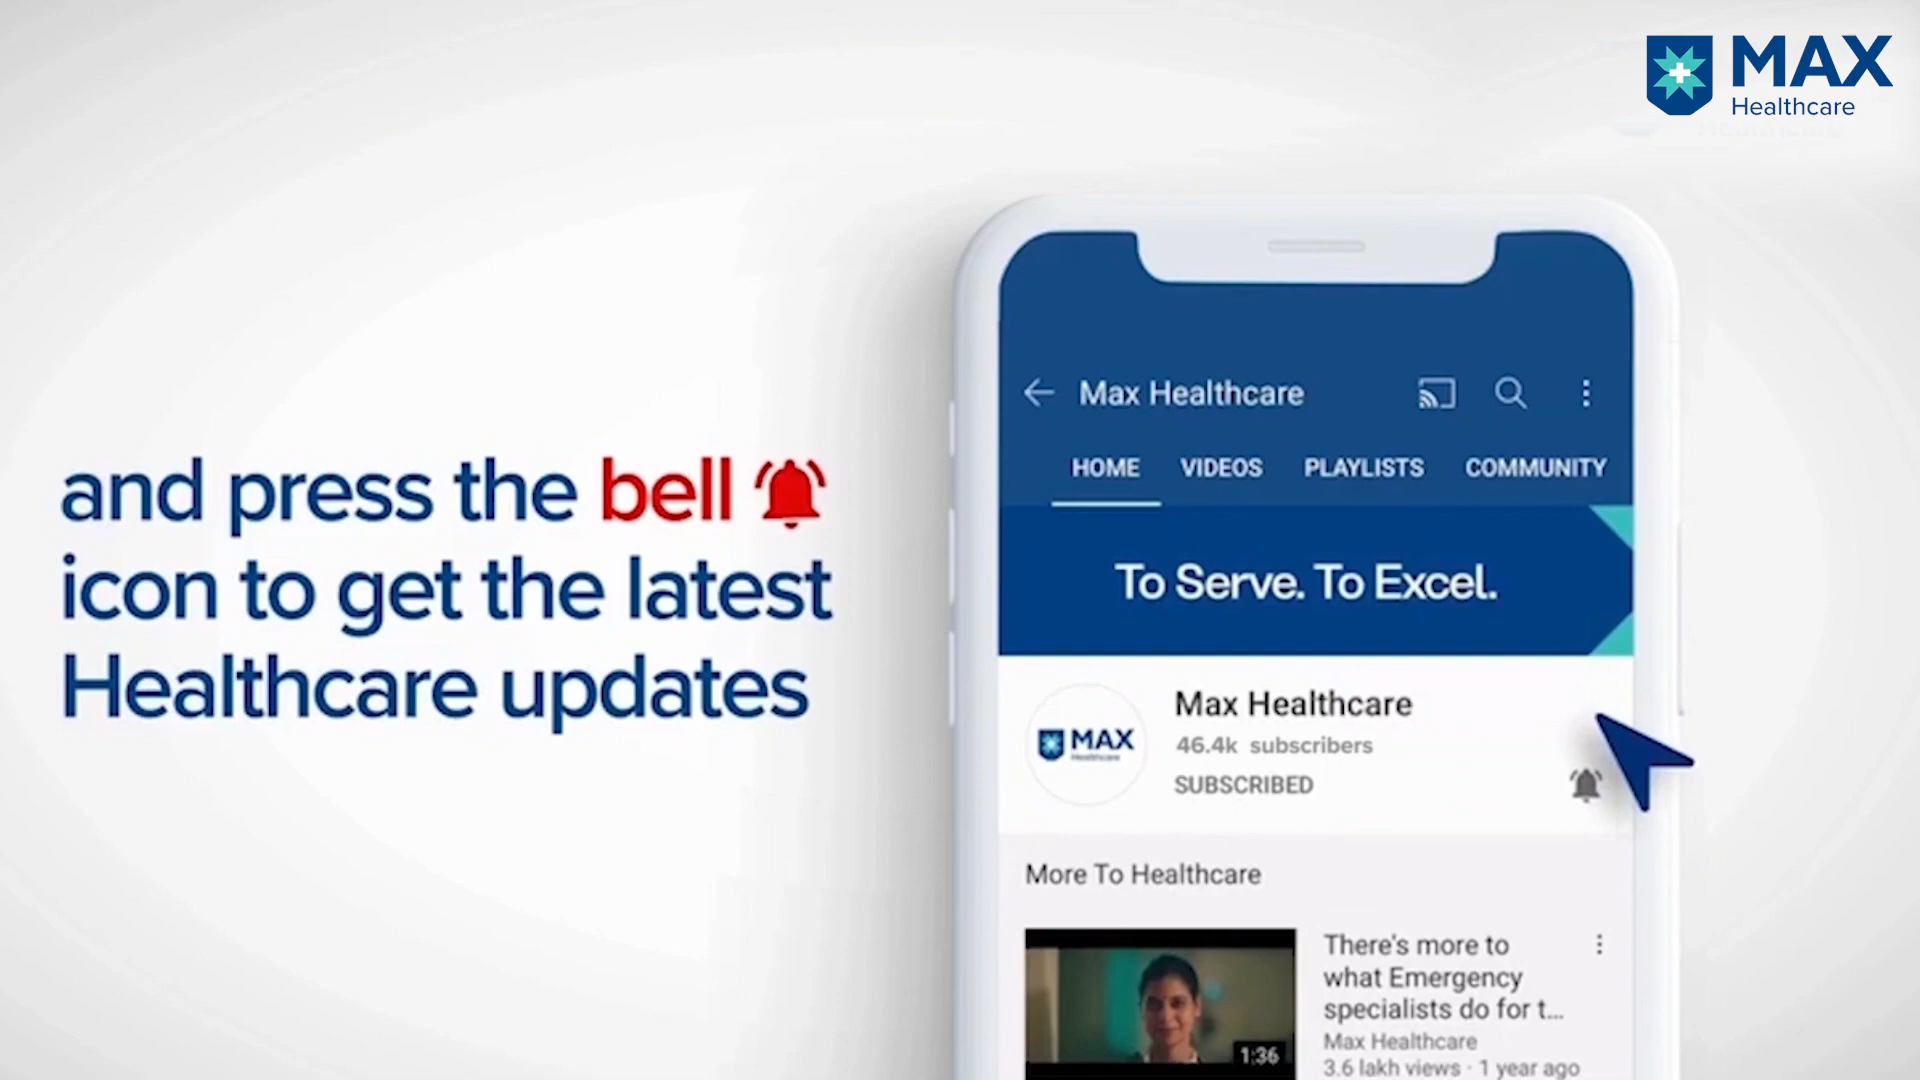 MAX
Healthcare
and press the bell
icon to get the latest
Healthcare updates
Max Healthcare
HOME VIDEOS PLAYLISTS COMMUNITY
To Serve. To Excel.
MAX
Healthcare
Max Healthcare
46.4k subscribers
SUBSCRIBED
More To Healthcare
There's more to
what Emergency
specialists do for t...
Max Healthcare
3.6 lakh views · 1 year ago
1:36